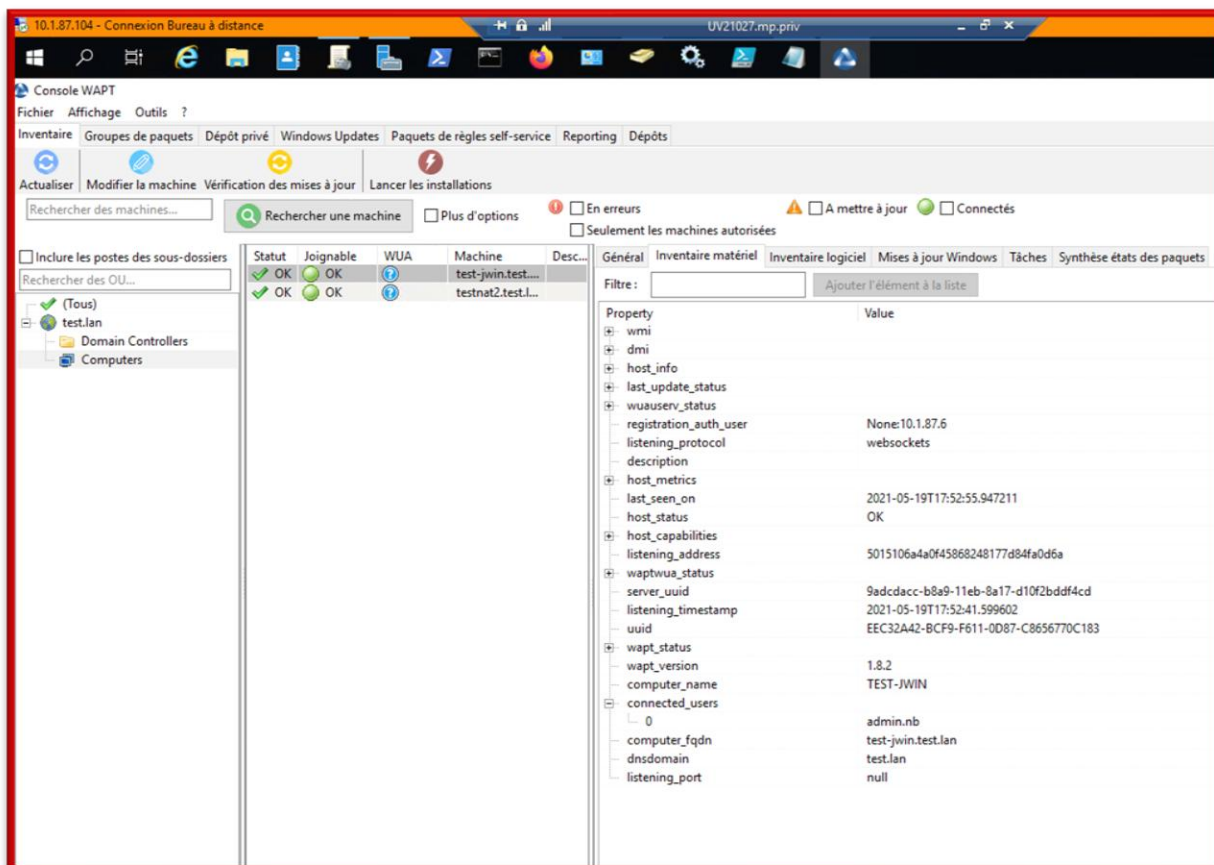 10.1.87.104 - Connexion Bureau à distance
UV21027.mp.priv
Console WAPT
Fichier Affichage Outils ?
Inventaire Groupes de paquets Dépôt privé Windows Updates Paquets de règles self-service Reporting Dépôts
Actualiser Modifier la machine Vérification des mises à jour Lancer les installations
Rechercher des machines... Rechercher une machine Plus d'options En erreurs A mettre à jour Connectés
Seulement les machines autorisées
Inclure les postes des sous-dossiers
Rechercher des OU...
(Tous)
test.lan
Domain Controllers
Computers
Statut Joignable WUA Machine Desc...
OK OK test-jwin.test....
OK OK testnat2.test.l...
Général Inventaire matériel Inventaire logiciel Mises à jour Windows Tâches Synthèse états des paquets
Filtre : Ajouter l'élément à la liste
Property Value
wmi
dmi
host_info
last_update_status
wuauserv_status
registration_auth_user None:10.1.87.6
listening_protocol websockets
description
host_metrics
last_seen_on 2021-05-19T17:52:55.947211
host_status OK
host_capabilities
listening_address 5015106a4a0f45868248177d84fa0d6a
waptwua_status
server_uuid 9adcdacc-b8a9-11eb-8a17-d10f2bddf4cd
listening_timestamp 2021-05-19T17:52:41.599602
uuid EEC32A42-BCF9-F611-0D87-C8656770C183
wapt_status
wapt_version 1.8.2
computer_name TEST-JWIN
connected_users
0 admin.nb
computer_fqdn test-jwin.test.lan
dnsdomain test.lan
listening_port null